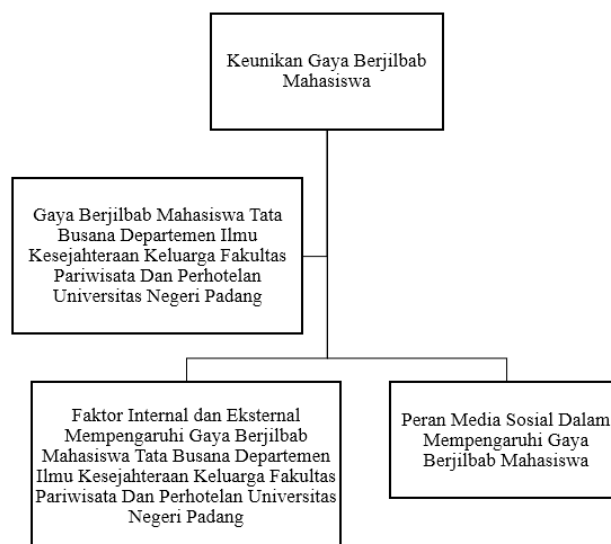 Keunikan Gaya Berjilbab
Mahasiswa
Gaya Berjilbab Mahasiswa Tata
Busana Departemen Ilmu
Kesejahteraan Keluarga Fakultas
Pariwisata Dan Perhotelan
Universitas Negeri Padang
Faktor Internal dan Eksternal
Mempengaruhi Gaya Berjilbab
Mahasiswa Tata Busana Departemen
Ilmu Kesejahteraan Keluarga Fakultas
Pariwisata Dan Perhotelan Universitas
Negeri Padang
Peran Media Sosial Dalam
Mempengaruhi Gaya
Berjilbab Mahasiswa